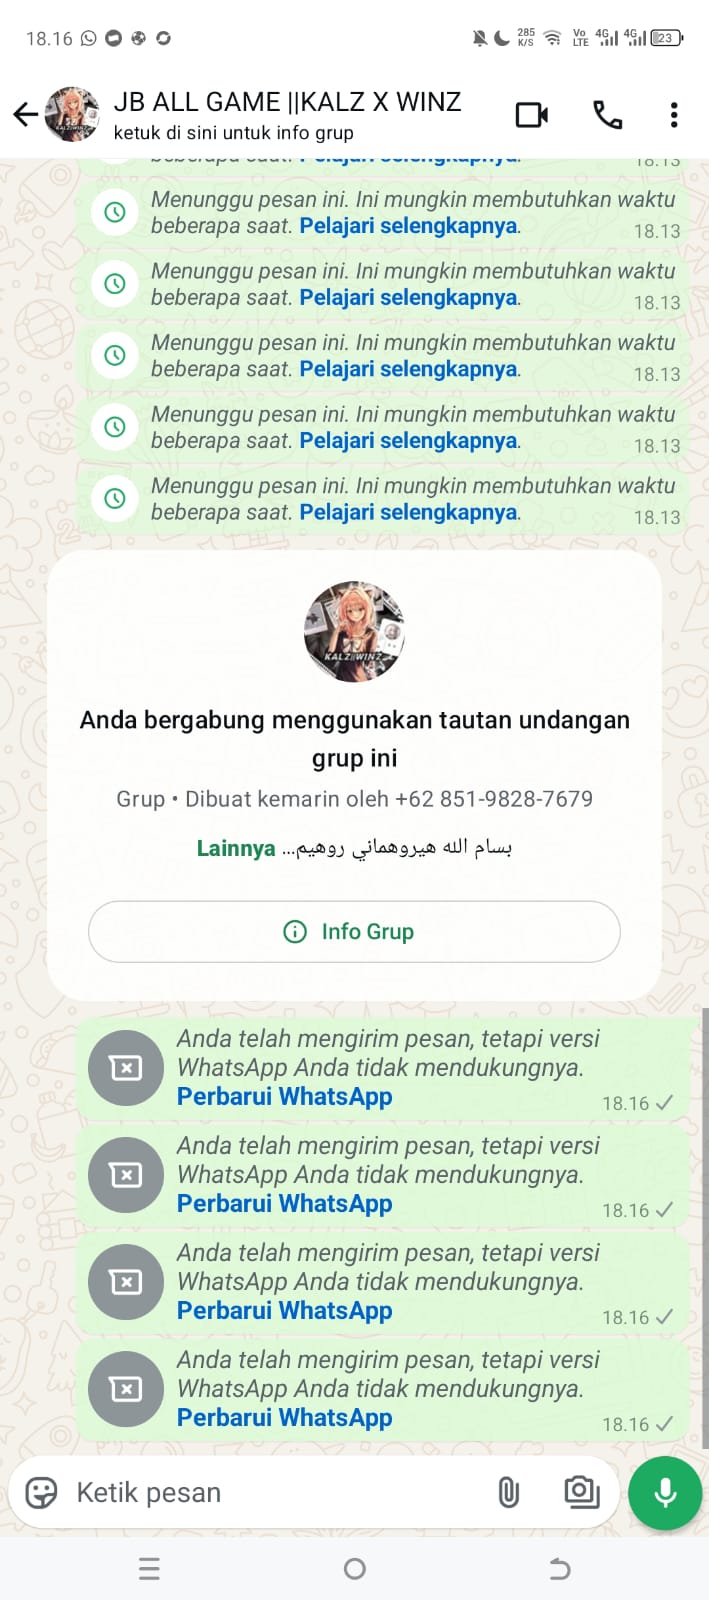 18.16
285 K/S
Vo LTE
4G
4G
23
JB ALL GAME ||KALZ X WINZ
ketuk di sini untuk info grup
beberapa saat. Pelajari selengkapnya. 18.13
Menunggu pesan ini. Ini mungkin membutuhkan waktu
beberapa saat. Pelajari selengkapnya. 18.13
Menunggu pesan ini. Ini mungkin membutuhkan waktu
beberapa saat. Pelajari selengkapnya. 18.13
Menunggu pesan ini. Ini mungkin membutuhkan waktu
beberapa saat. Pelajari selengkapnya. 18.13
Menunggu pesan ini. Ini mungkin membutuhkan waktu
beberapa saat. Pelajari selengkapnya. 18.13
Menunggu pesan ini. Ini mungkin membutuhkan waktu
beberapa saat. Pelajari selengkapnya. 18.13
KALZ||WINZ
Anda bergabung menggunakan tautan undangan
grup ini
Grup • Dibuat kemarin oleh +62 851-9828-7679
بسام الله هيروهماني روهيم... Lainnya
Info Grup
Anda telah mengirim pesan, tetapi versi
WhatsApp Anda tidak mendukungnya.
Perbarui WhatsApp 18.16
Anda telah mengirim pesan, tetapi versi
WhatsApp Anda tidak mendukungnya.
Perbarui WhatsApp 18.16
Anda telah mengirim pesan, tetapi versi
WhatsApp Anda tidak mendukungnya.
Perbarui WhatsApp 18.16
Anda telah mengirim pesan, tetapi versi
WhatsApp Anda tidak mendukungnya.
Perbarui WhatsApp 18.16
Ketik pesan